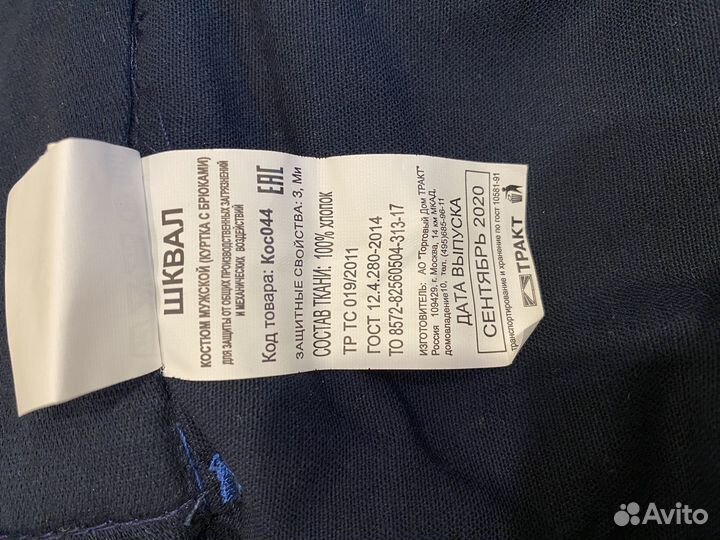 ШКВАЛ
КОСТЮМ МУЖСКОЙ (КУРТКА С БРЮКАМИ)
ДЛЯ ЗАЩИТЫ ОТ ОБЩИХ ПРОИЗВОДСТВЕННЫХ ЗАГРЯЗНЕНИЙ
И МЕХАНИЧЕСКИХ ВОЗДЕЙСТВИЙ
Код товара: Кос044
EAC
ЗАЩИТНЫЕ СВОЙСТВА: З, Ми
СОСТАВ ТКАНИ: 100% ХЛОПОК
ТР ТС 019/2011
ГОСТ 12.4.280-2014
ТО 8572-82560504-313-17
ИЗГОТОВИТЕЛЬ: АО "Торговый Дом ТРАКТ"
Россия 109429, г. Москва, 14 км МКАД,
домовладение10, тел. (495)685-96-11
ДАТА ВЫПУСКА
СЕНТЯБРЬ 2020
ТРАКТ
транспортирование и хранение по гост 10581-91
Avito